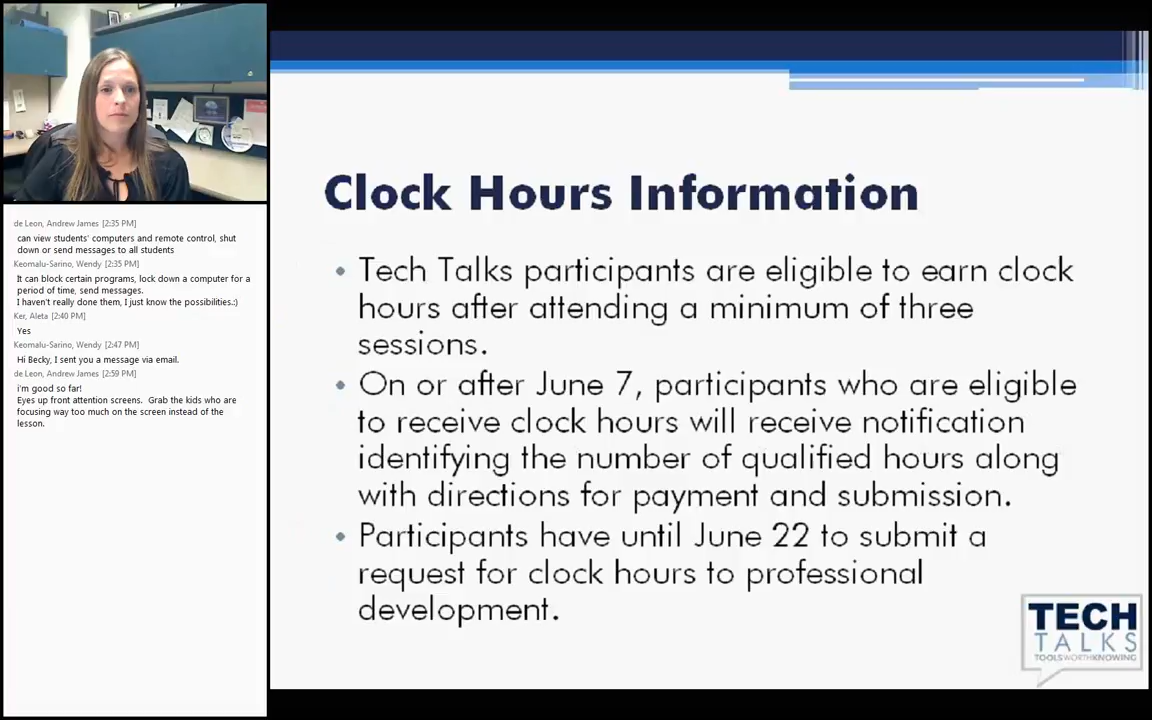 de Leon, Andrew James [2:35 PM]
can view students' computers and remote control, shut
down or send messages to all students
Keomalu-Sarino, Wendy [2:35 PM]
It can block certain programs, lock down a computer for a
period of time, send messages.
I haven't really done them, I just know the possibilities.:)
Ker, Aleta [2:40 PM]
Yes
Keomalu-Sarino, Wendy [2:47 PM]
Hi Becky, I sent you a message via email.
de Leon, Andrew James [2:59 PM]
i'm good so far!
Eyes up front attention screens.  Grab the kids who are
focusing way too much on the screen instead of the
lesson.
Clock Hours Information
• Tech Talks participants are eligible to earn clock
hours after attending a minimum of three
sessions.
• On or after June 7, participants who are eligible
to receive clock hours will receive notification
identifying the number of qualified hours along
with directions for payment and submission.
• Participants have until June 22 to submit a
request for clock hours to professional
development.
TECH
TALKS
TOOLSWORTHKNOWING